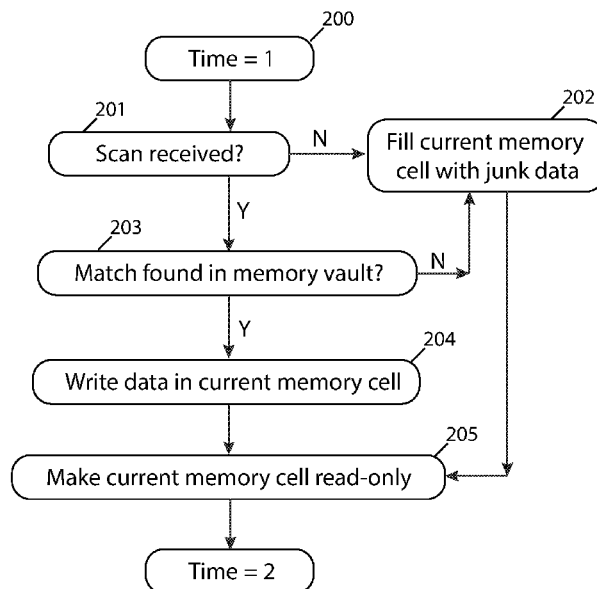 200
Time = 1
201
202
Scan received?
N
Fill current memory
cell with junk data
Y
203
Match found in memory vault?
N
Y
204
Write data in current memory cell
205
Make current memory cell read-only
Time = 2